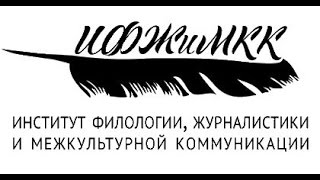 ИФЖиМКК
ИНСТИТУТ ФИЛОЛОГИИ, ЖУРНАЛИСТИКИ
И МЕЖКУЛЬТУРНОЙ КОММУНИКАЦИИ